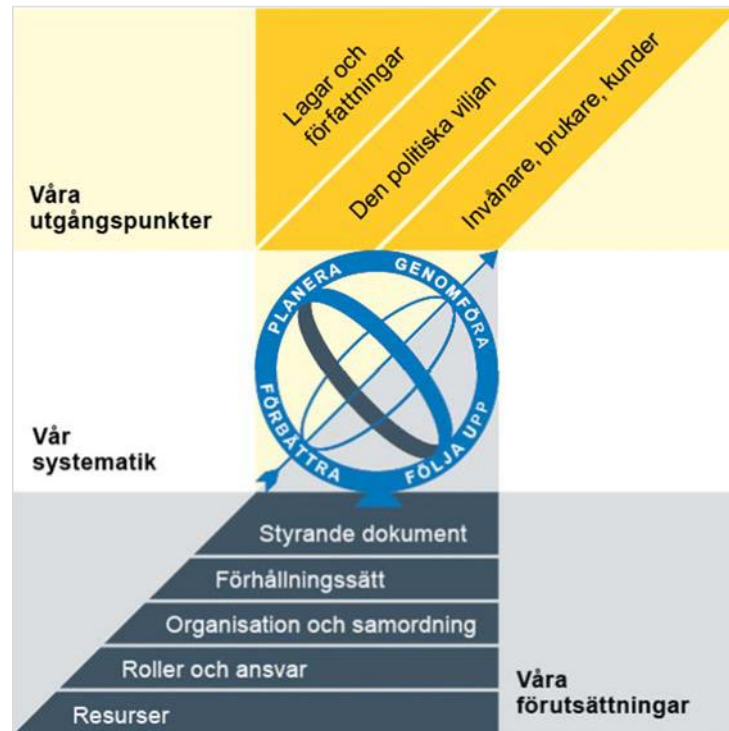 Lagar och
författningar
Den politiska viljan
Invånare, brukare, kunder
Våra
utgångspunkter
PLANERA
GENOMFÖRA
FÖRBÄTTRA
FÖLJA UPP
Vår
systematik
Styrande dokument
Förhållningssätt
Organisation och samordning
Roller och ansvar
Resurser
Våra
förutsättningar